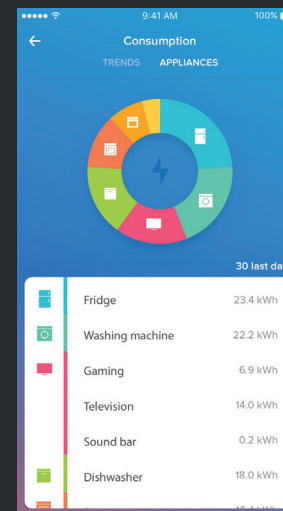 9:41 AM 100%
Consumption
TRENDS APPLIANCES
30 last da
Fridge 23.4 kWh
Washing machine 22.2 kWh
Gaming 6.9 kWh
Television 14.0 kWh
Sound bar 0.2 kWh
Dishwasher 18.0 kWh